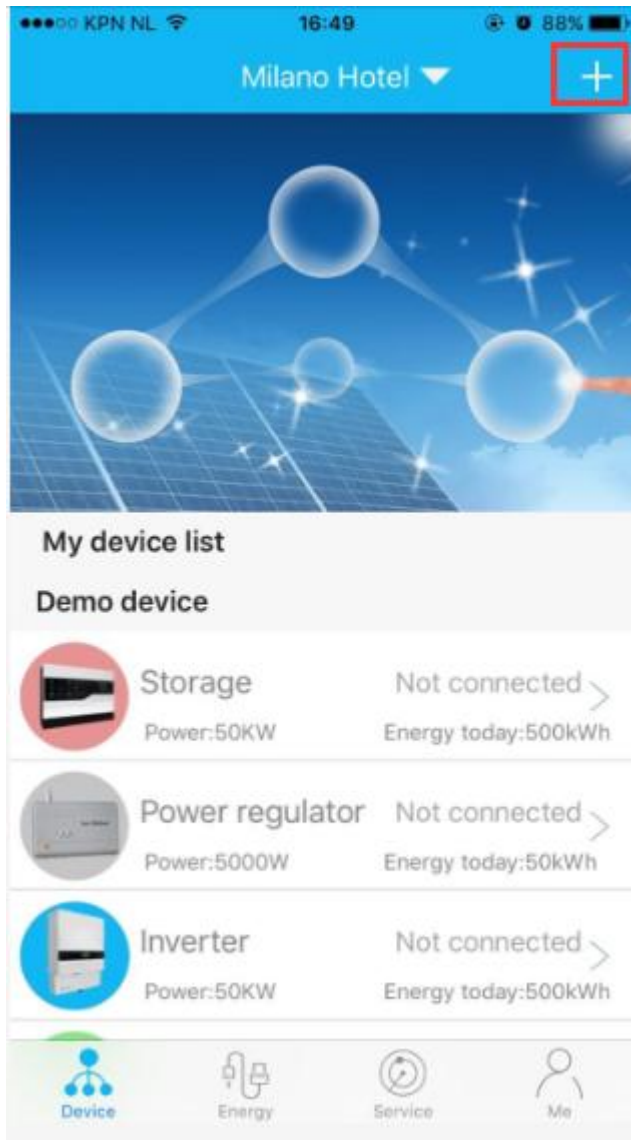 KPN NL 16:49 88%
Milano Hotel
My device list
Demo device
Storage Not connected
Power:50KW Energy today:500kWh
Power regulator Not connected
Power:5000W Energy today:50kWh
Inverter Not connected
Power:50KW Energy today:500kWh
Device Energy Service Me